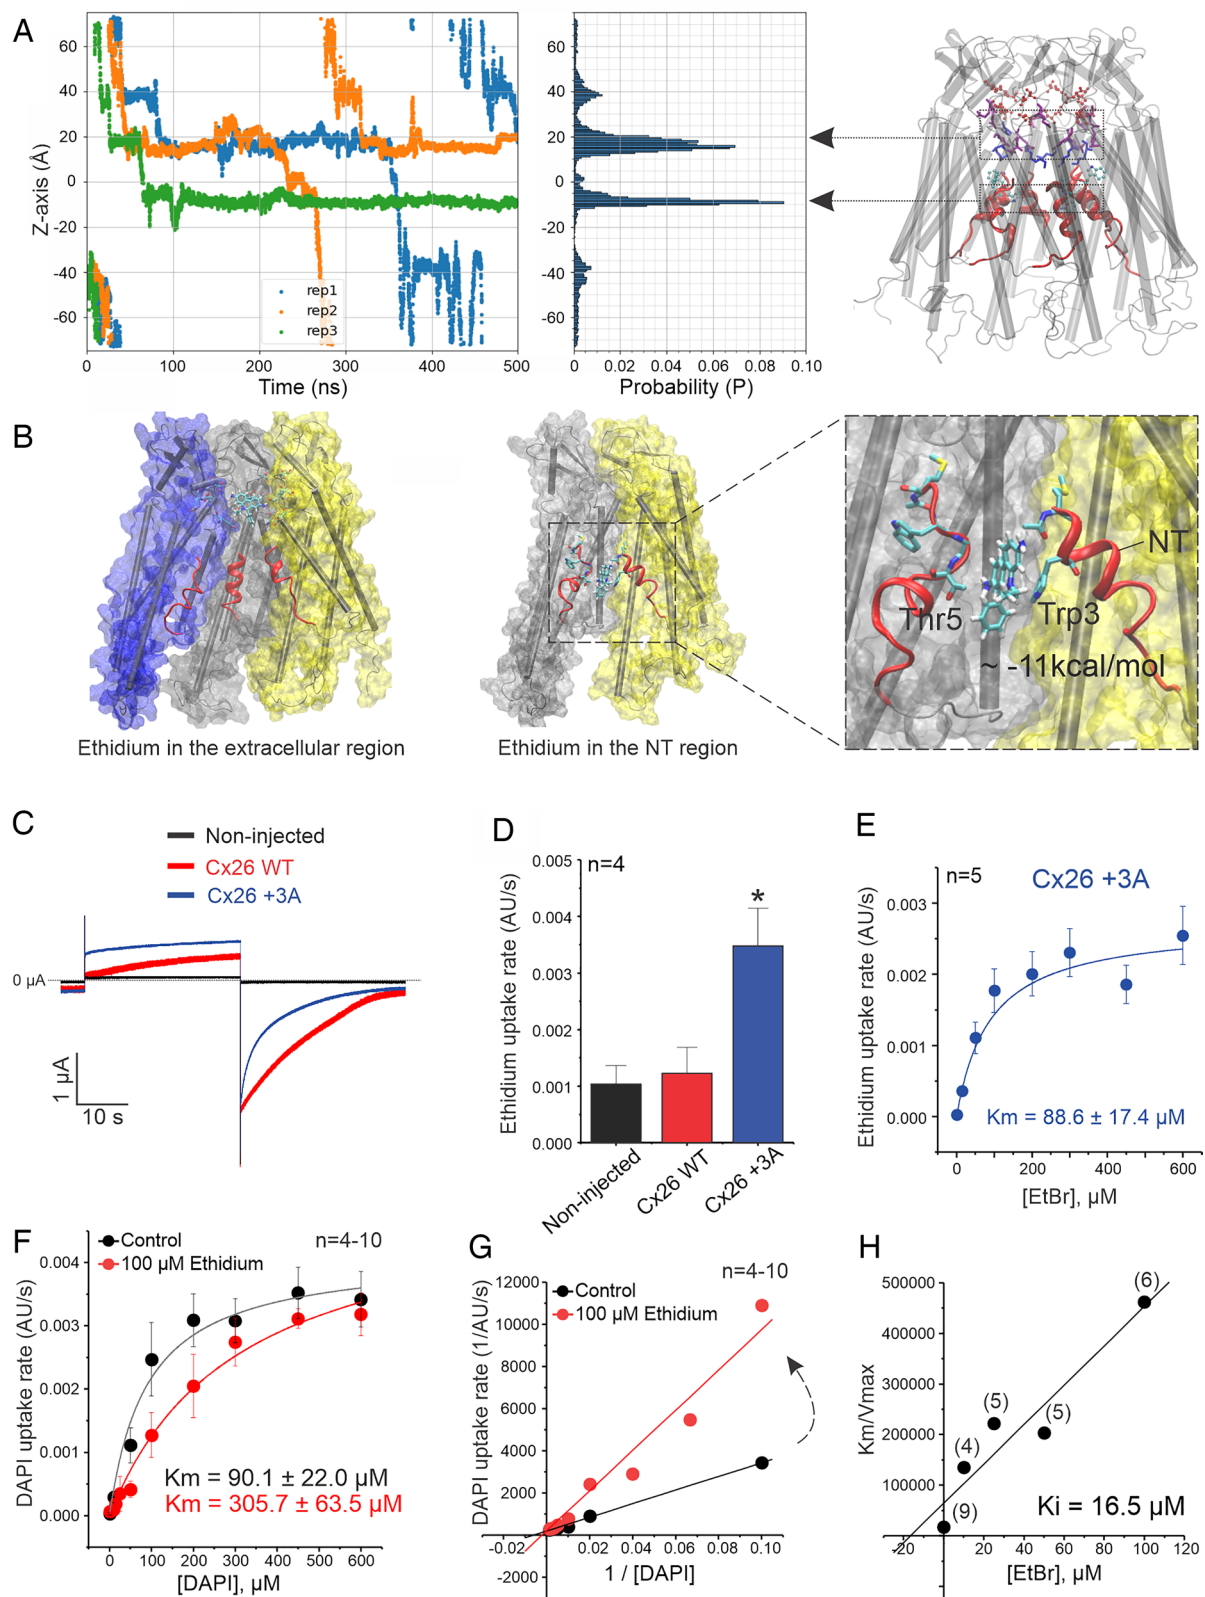 A
Z-axis (Å)
60
40
20
0
-20
-40
-60
rep1
rep2
rep3
0
100
200
300
400
500
Time (ns)
0
0.02
0.04
0.06
0.08
0.10
Probability (P)
B
Ethidium in the extracellular region
Ethidium in the NT region
NT
Thr5
Trp3
~ -11kcal/mol
C
Non-injected
Cx26 WT
Cx26 +3A
0 µA
1 µA
10 s
D
n=4
*
Ethidium uptake rate (AU/s)
0.005
0.004
0.003
0.002
0.001
0.000
Non-injected
Cx26 WT
Cx26 +3A
E
n=5
Cx26 +3A
Ethidium uptake rate (AU/s)
0.003
0.002
0.001
0.000
Km = 88.6 ± 17.4 µM
0
200
400
600
[EtBr], µM
F
Control
100 µM Ethidium
n=4-10
DAPI uptake rate (AU/s)
0.004
0.003
0.002
0.001
0.000
Km = 90.1 ± 22.0 µM
Km = 305.7 ± 63.5 µM
0
100
200
300
400
500
600
[DAPI], µM
G
n=4-10
Control
100 µM Ethidium
DAPI uptake rate (1/AU/s)
12000
10000
8000
6000
4000
2000
-2000
-0.02
0.02
0.04
0.06
0.08
0.10
1 / [DAPI]
H
Km/Vmax
500000
400000
300000
200000
100000
(6)
(5)
(5)
(4)
(9)
Ki = 16.5 µM
-20
20
40
60
80
100
120
[EtBr], µM